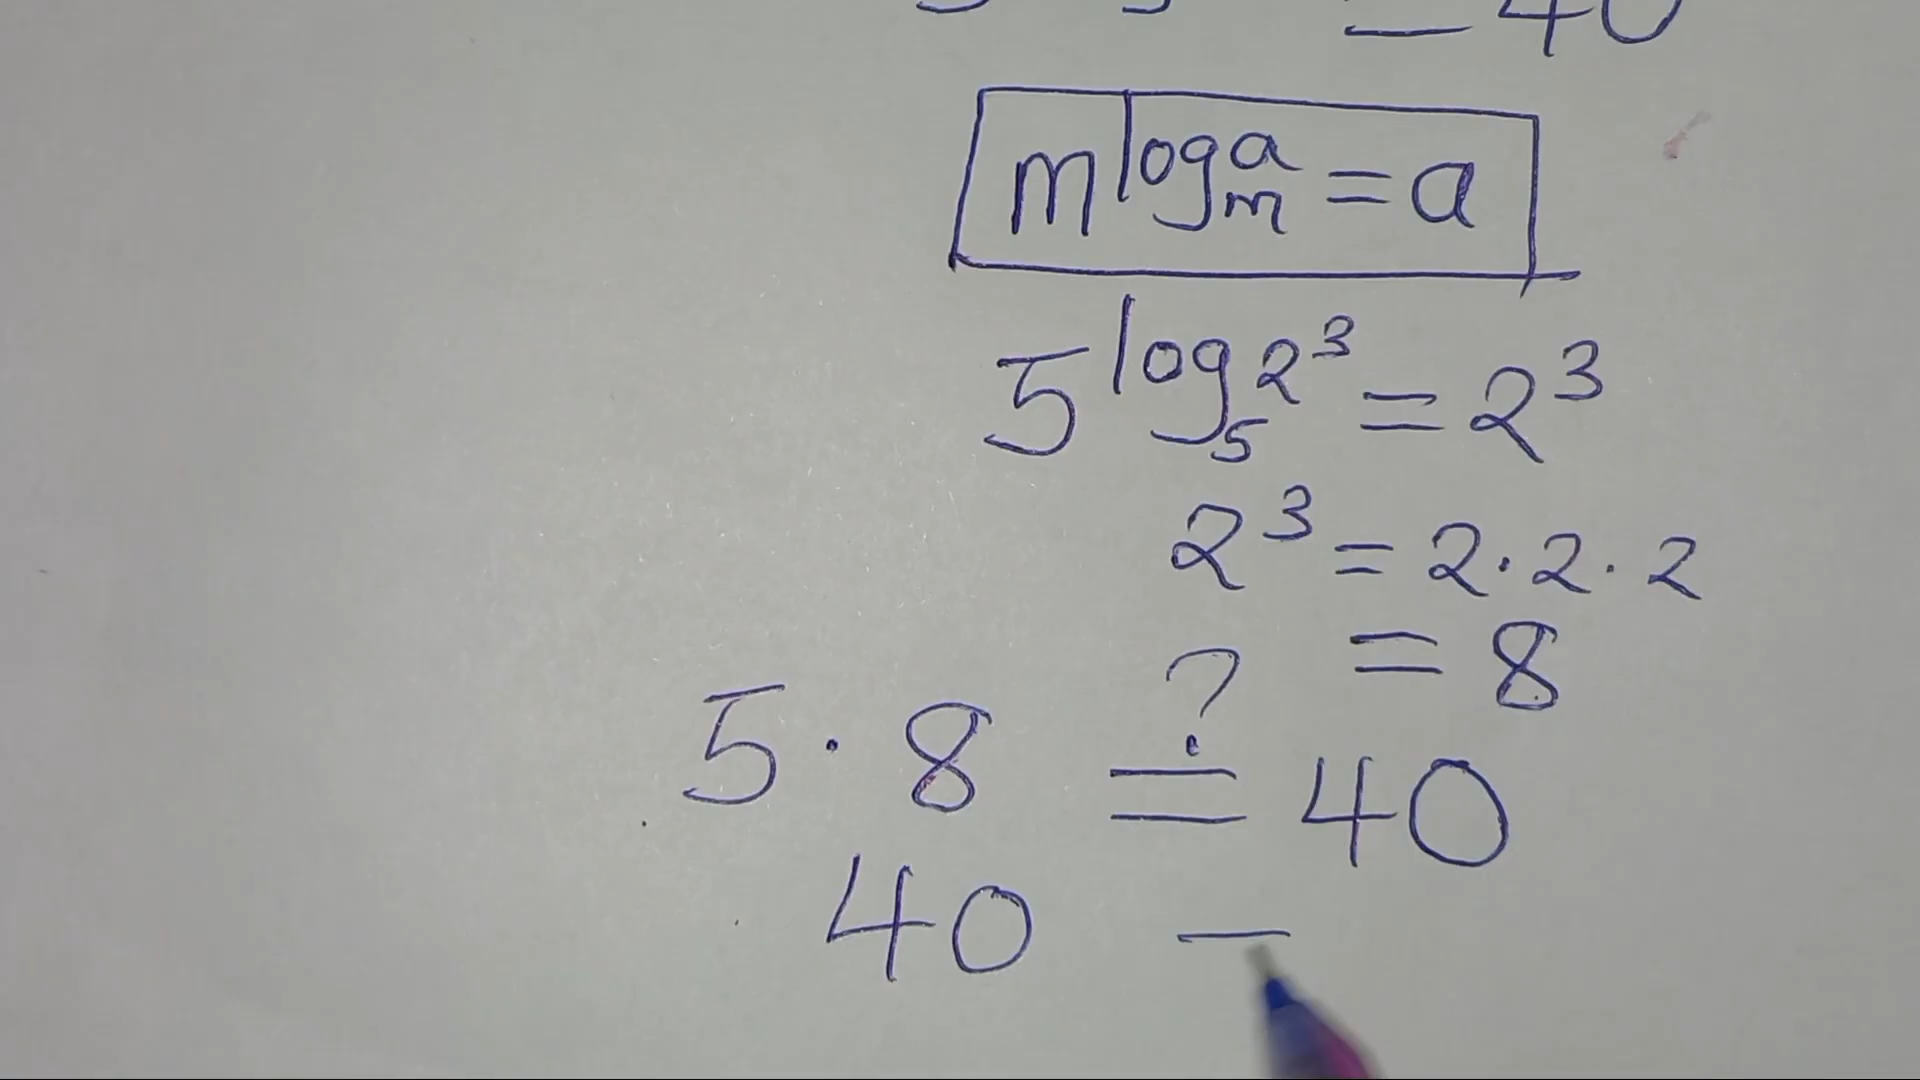 = 40
m^log_m a = a
5^log_5 2^3 = 2^3
2^3 = 2·2·2
= 8
5·8 ?= 40
40 –